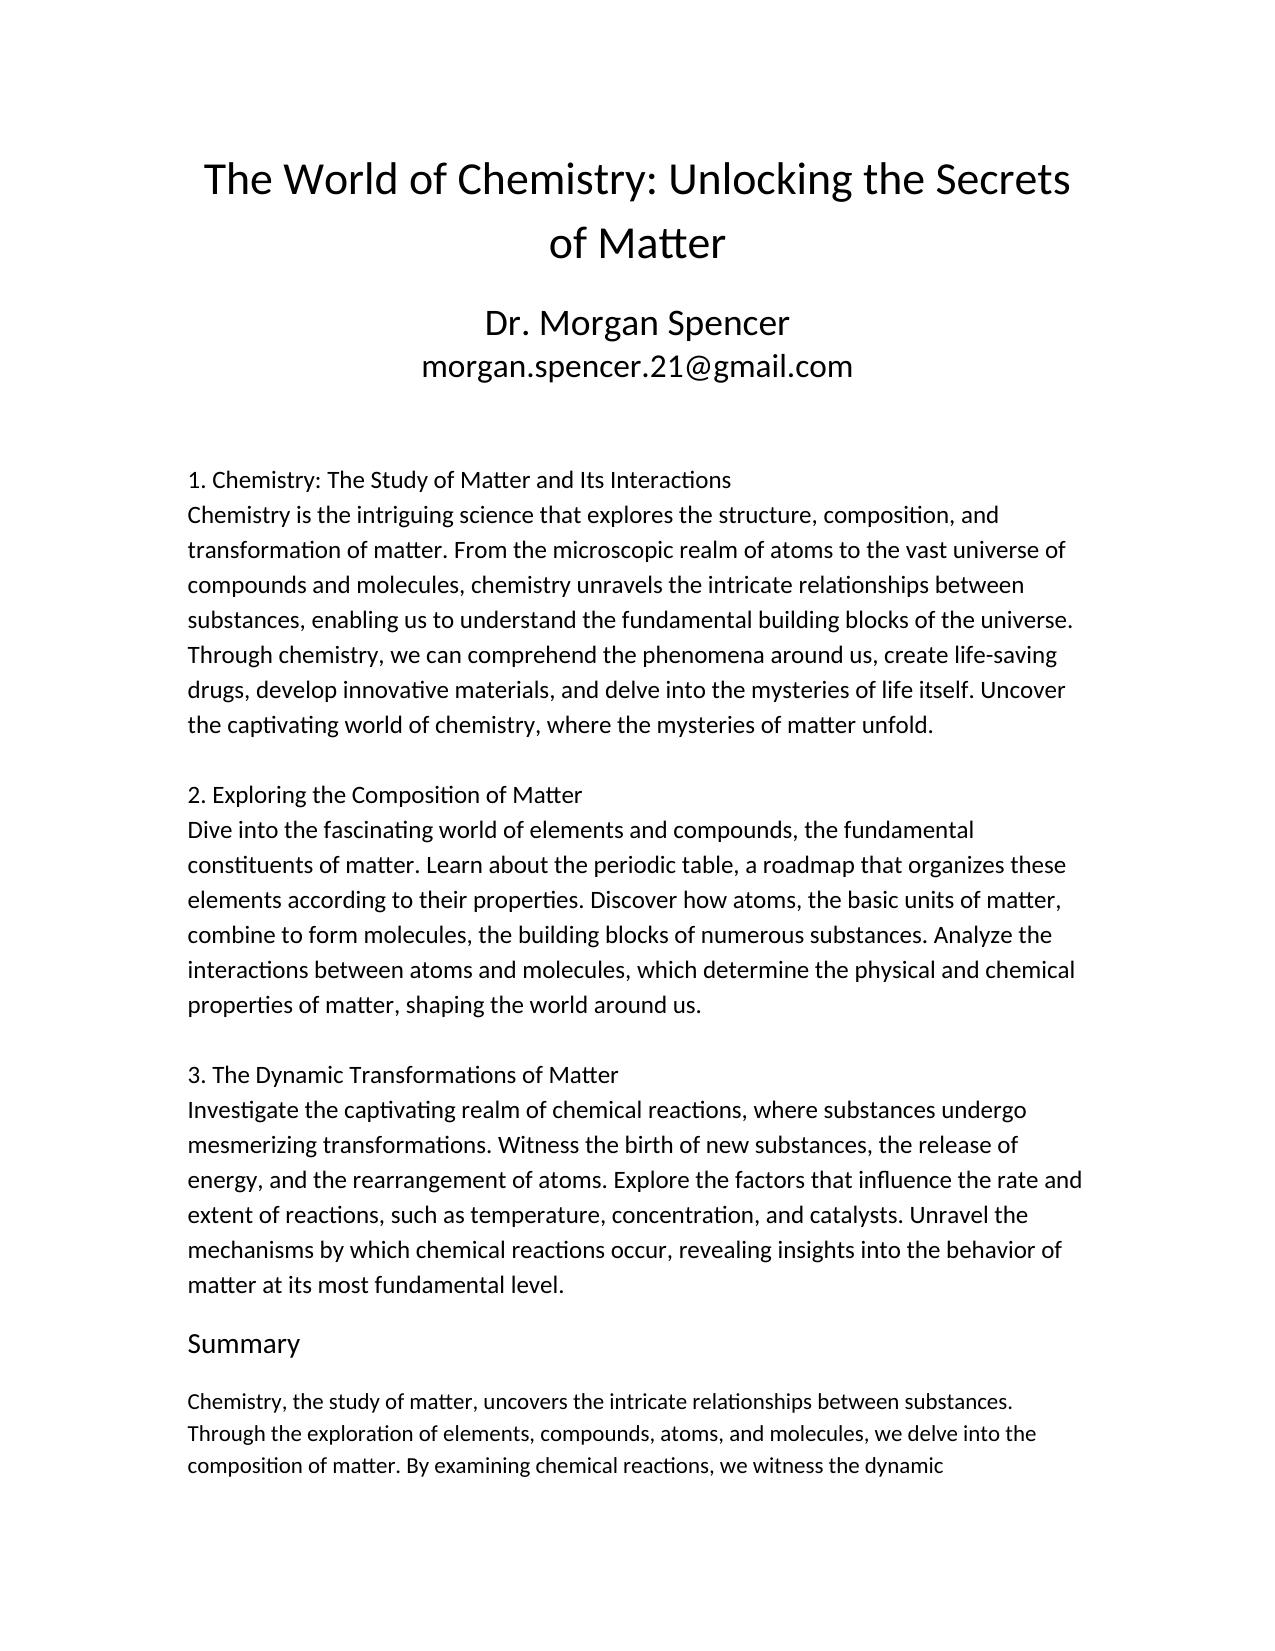 The World of Chemistry: Unlocking the Secrets
of Matter
Dr. Morgan Spencer
morgan.spencer.21@gmail.com
1. Chemistry: The Study of Matter and Its Interactions
Chemistry is the intriguing science that explores the structure, composition, and
transformation of matter. From the microscopic realm of atoms to the vast universe of
compounds and molecules, chemistry unravels the intricate relationships between
substances, enabling us to understand the fundamental building blocks of the universe.
Through chemistry, we can comprehend the phenomena around us, create life-saving
drugs, develop innovative materials, and delve into the mysteries of life itself. Uncover
the captivating world of chemistry, where the mysteries of matter unfold.
2. Exploring the Composition of Matter
Dive into the fascinating world of elements and compounds, the fundamental
constituents of matter. Learn about the periodic table, a roadmap that organizes these
elements according to their properties. Discover how atoms, the basic units of matter,
combine to form molecules, the building blocks of numerous substances. Analyze the
interactions between atoms and molecules, which determine the physical and chemical
properties of matter, shaping the world around us.
3. The Dynamic Transformations of Matter
Investigate the captivating realm of chemical reactions, where substances undergo
mesmerizing transformations. Witness the birth of new substances, the release of
energy, and the rearrangement of atoms. Explore the factors that influence the rate and
extent of reactions, such as temperature, concentration, and catalysts. Unravel the
mechanisms by which chemical reactions occur, revealing insights into the behavior of
matter at its most fundamental level.
Summary
Chemistry, the study of matter, uncovers the intricate relationships between substances.
Through the exploration of elements, compounds, atoms, and molecules, we delve into the
composition of matter. By examining chemical reactions, we witness the dynamic